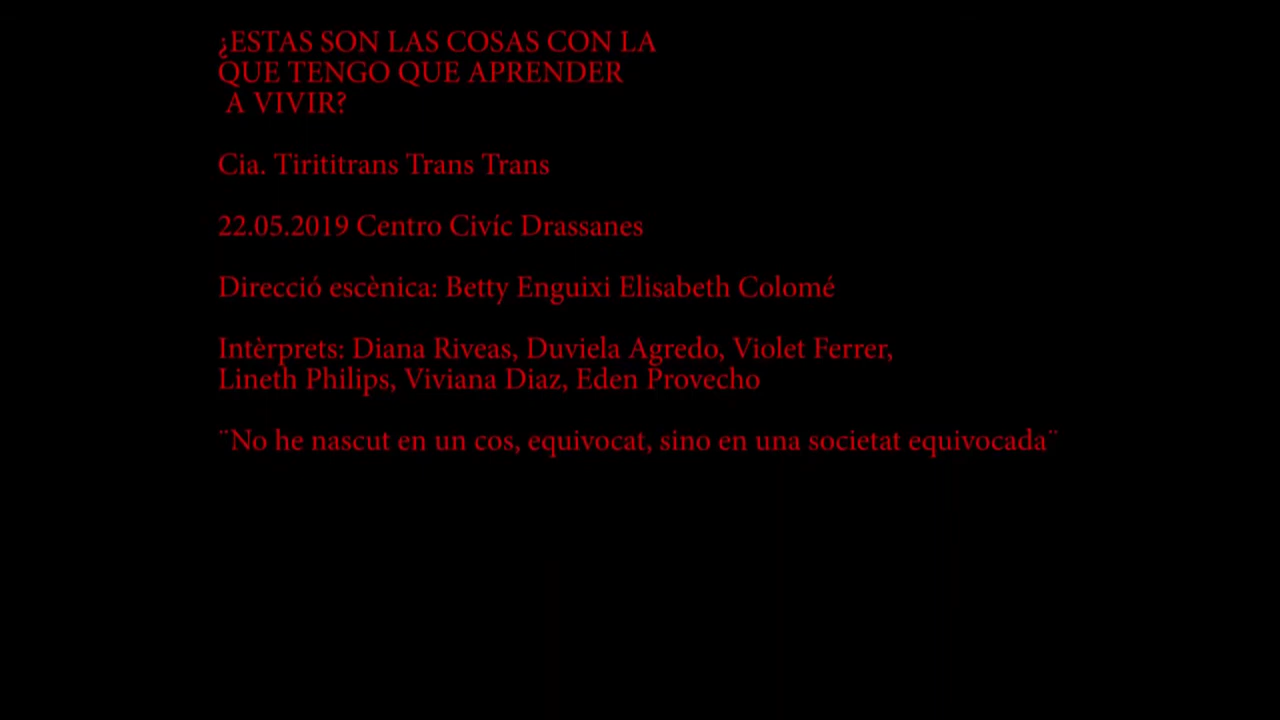 ¿ESTAS SON LAS COSAS CON LA
QUE TENGO QUE APRENDER
A VIVIR?
Cia. Tirititrans Trans Trans
22.05.2019 Centro Civíc Drassanes
Direcció escènica: Betty Enguixi Elisabeth Colomé
Intèrprets: Diana Riveas, Duviela Agredo, Violet Ferrer,
Lineth Philips, Viviana Diaz, Eden Provecho
¨No he nascut en un cos, equivocat, sino en una societat equivocada¨